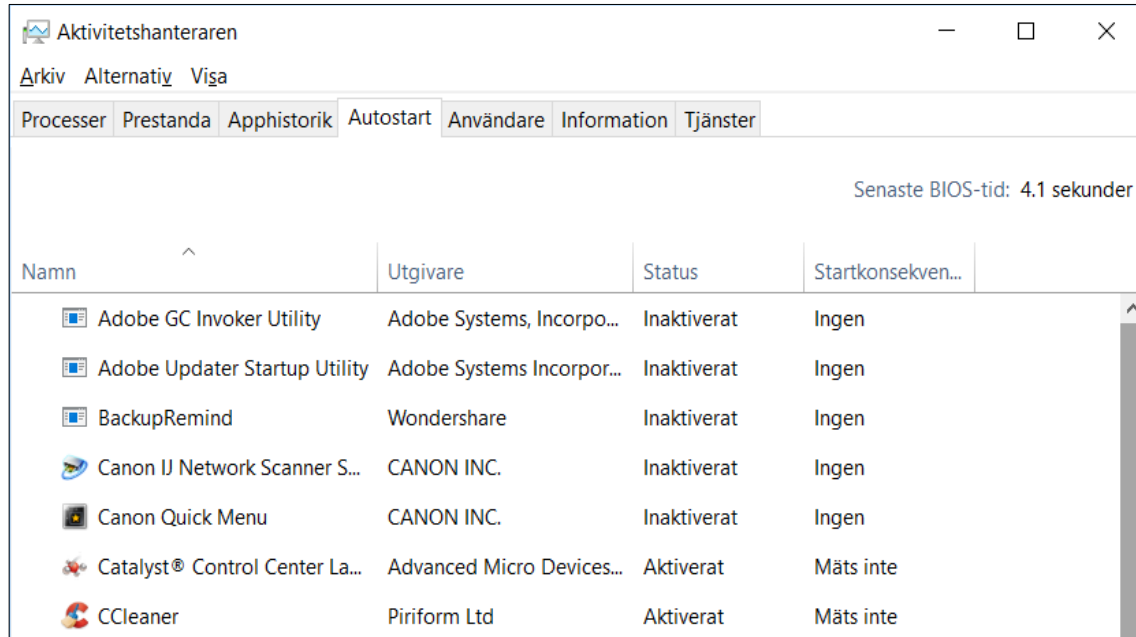 Aktivitetshanteraren
Arkiv Alternativ Visa
Processer Prestanda Apphistorik Autostart Användare Information Tjänster
Senaste BIOS-tid: 4.1 sekunder
Namn Utgivare Status Startkonsekven...
Adobe GC Invoker Utility Adobe Systems, Incorpo... Inaktiverat Ingen
Adobe Updater Startup Utility Adobe Systems Incorpor... Inaktiverat Ingen
BackupRemind Wondershare Inaktiverat Ingen
Canon IJ Network Scanner S... CANON INC. Inaktiverat Ingen
Canon Quick Menu CANON INC. Inaktiverat Ingen
Catalyst® Control Center La... Advanced Micro Devices... Aktiverat Mäts inte
CCleaner Piriform Ltd Aktiverat Mäts inte